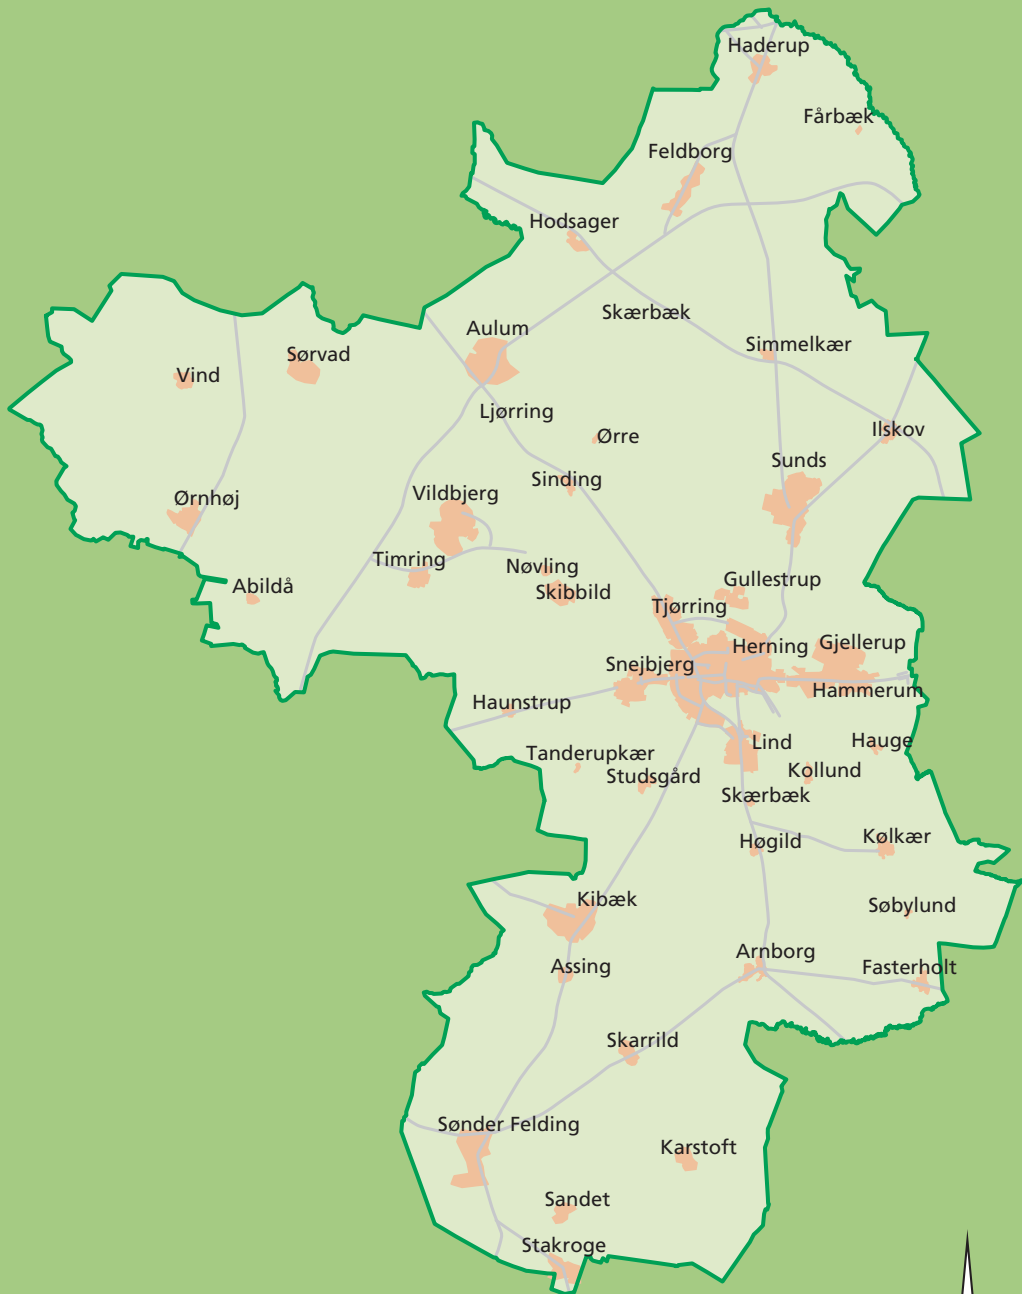 Haderup
Fårbæk
Feldborg
Hodsager
Skærbæk
Aulum
Simmelkær
Sørvad
Vind
Ljørring
Ørre
Ilskov
Sunds
Sinding
Vildbjerg
Ørnhøj
Timring
Nøvling
Gullestrup
Abildå
Skibbild
Tjørring
Herning
Gjellerup
Snejbjerg
Hammerum
Haunstrup
Lind
Hauge
Tanderupkær
Kollund
Studsgård
Skærbæk
Høgild
Kølkær
Kibæk
Søbylund
Arnborg
Assing
Fasterholt
Skarrild
Sønder Felding
Karstoft
Sandet
Stakroge